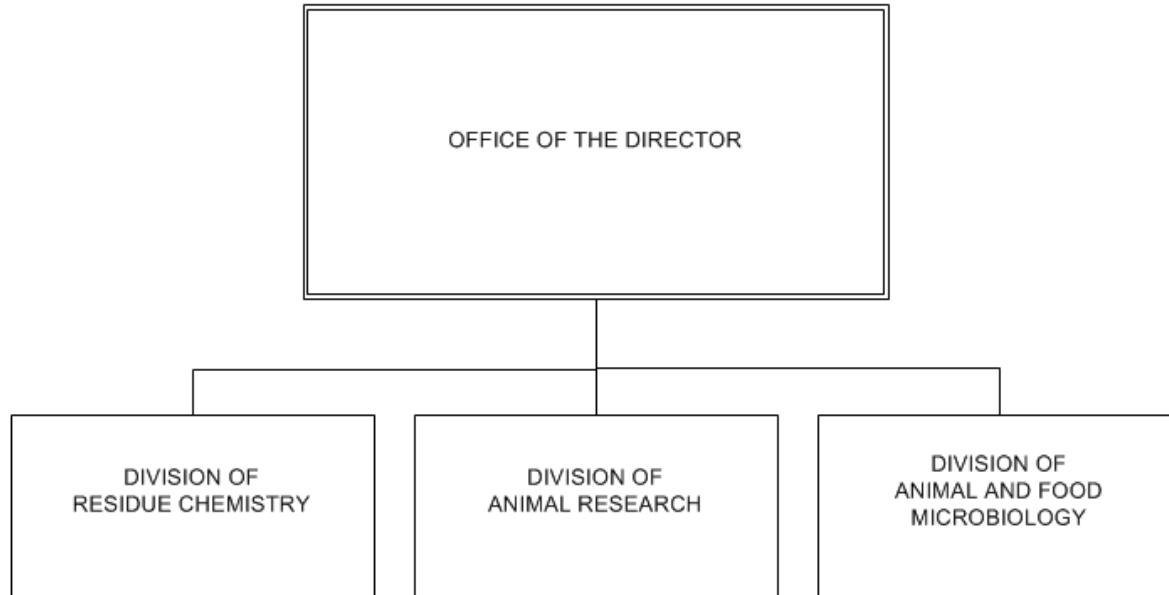 OFFICE OF THE DIRECTOR
DIVISION OF
RESIDUE CHEMISTRY
DIVISION OF
ANIMAL RESEARCH
DIVISION OF
ANIMAL AND FOOD
MICROBIOLOGY